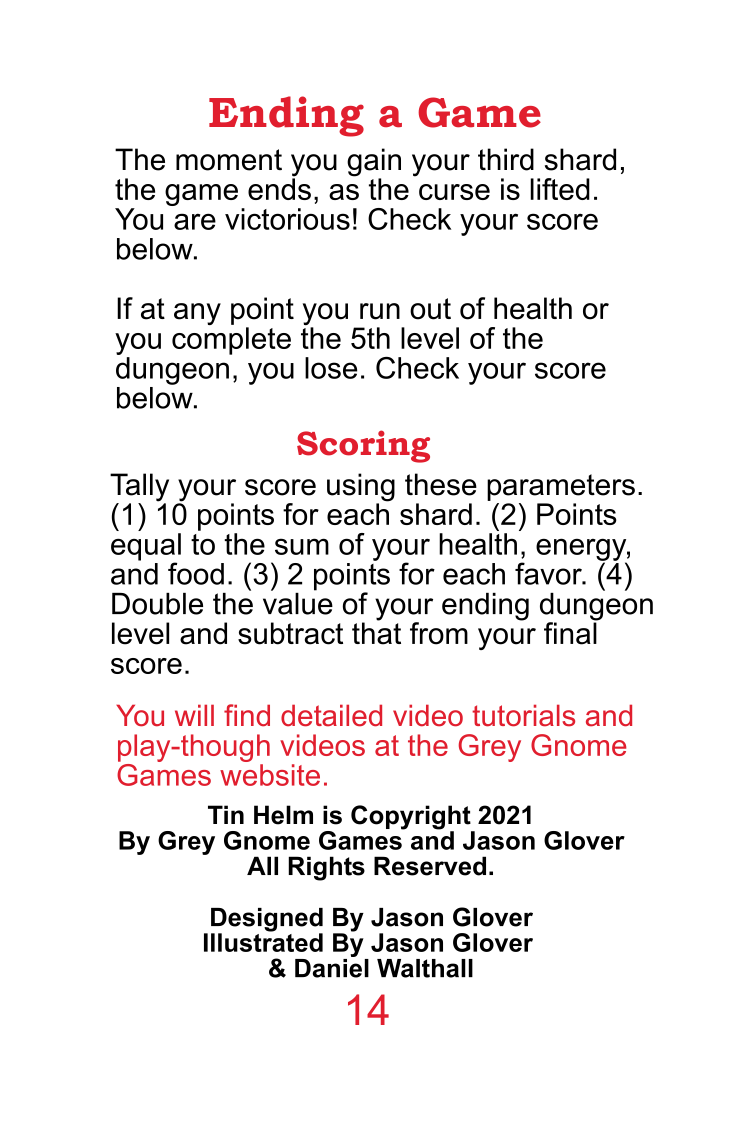 Ending a Game
The moment you gain your third shard,
the game ends, as the curse is lifted.
You are victorious! Check your score
below.
If at any point you run out of health or
you complete the 5th level of the
dungeon, you lose. Check your score
below.
Scoring
Tally your score using these parameters.
(1) 10 points for each shard. (2) Points
equal to the sum of your health, energy,
and food. (3) 2 points for each favor. (4)
Double the value of your ending dungeon
level and subtract that from your final
score.
You will find detailed video tutorials and
play-though videos at the Grey Gnome
Games website.
Tin Helm is Copyright 2021
By Grey Gnome Games and Jason Glover
All Rights Reserved.
Designed By Jason Glover
Illustrated By Jason Glover
& Daniel Walthall
14